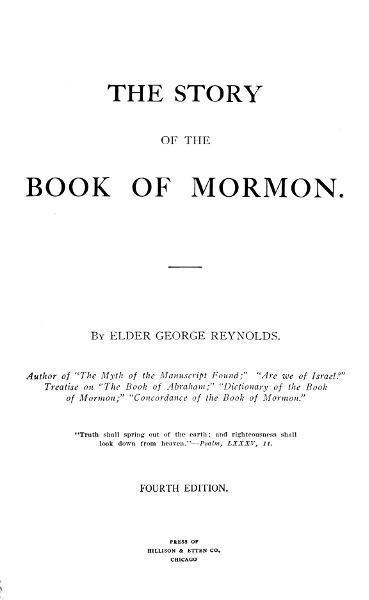 THE STORY
OF THE
BOOK OF MORMON.
By ELDER GEORGE REYNOLDS.
Author of "The Myth of the Manuscript Found;" "Are we of Israel?"
Treatise on "The Book of Abraham;" "Dictionary of the Book
of Mormon;" "Concordance of the Book of Mormon."
"Truth shall spring out of the earth; and righteousness shall
look down from heaven."—Psalm, LXXXV, 11.
FOURTH EDITION.
PRESS OF
HILLISON & ETTEN CO,
CHICAGO